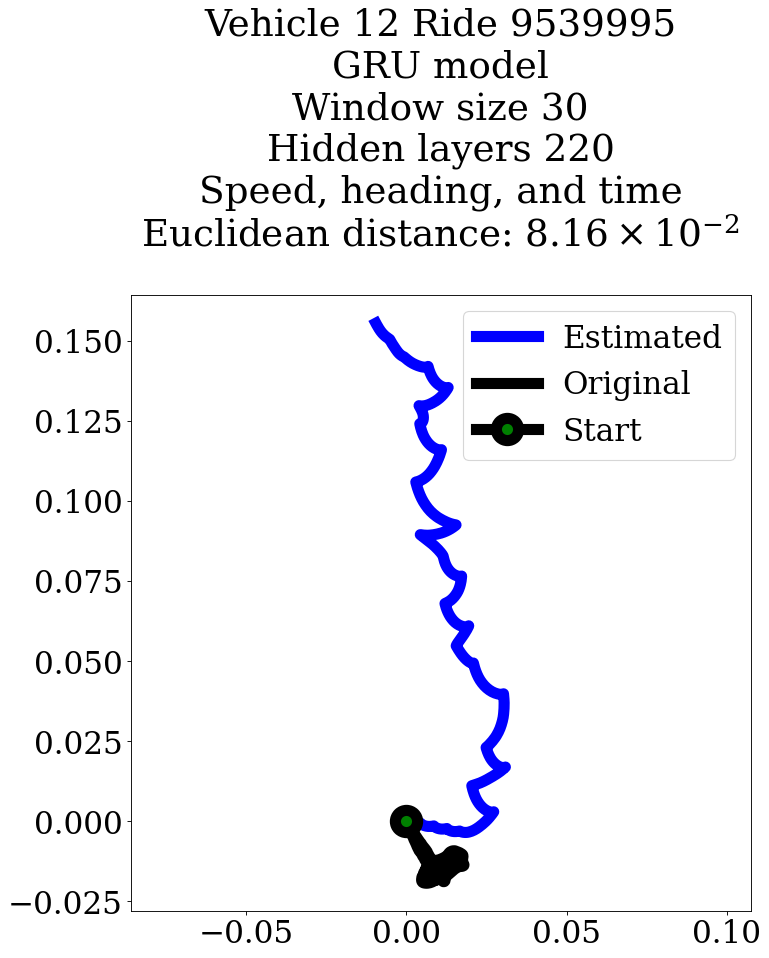 Vehicle 12 Ride 9539995
GRU model
Window size 30
Hidden layers 220
Speed, heading, and time
Euclidean distance: 8.16 × 10⁻²
Estimated
Original
Start
0.150
0.125
0.100
0.075
0.050
0.025
0.000
−0.025
−0.05 0.00 0.05 0.10